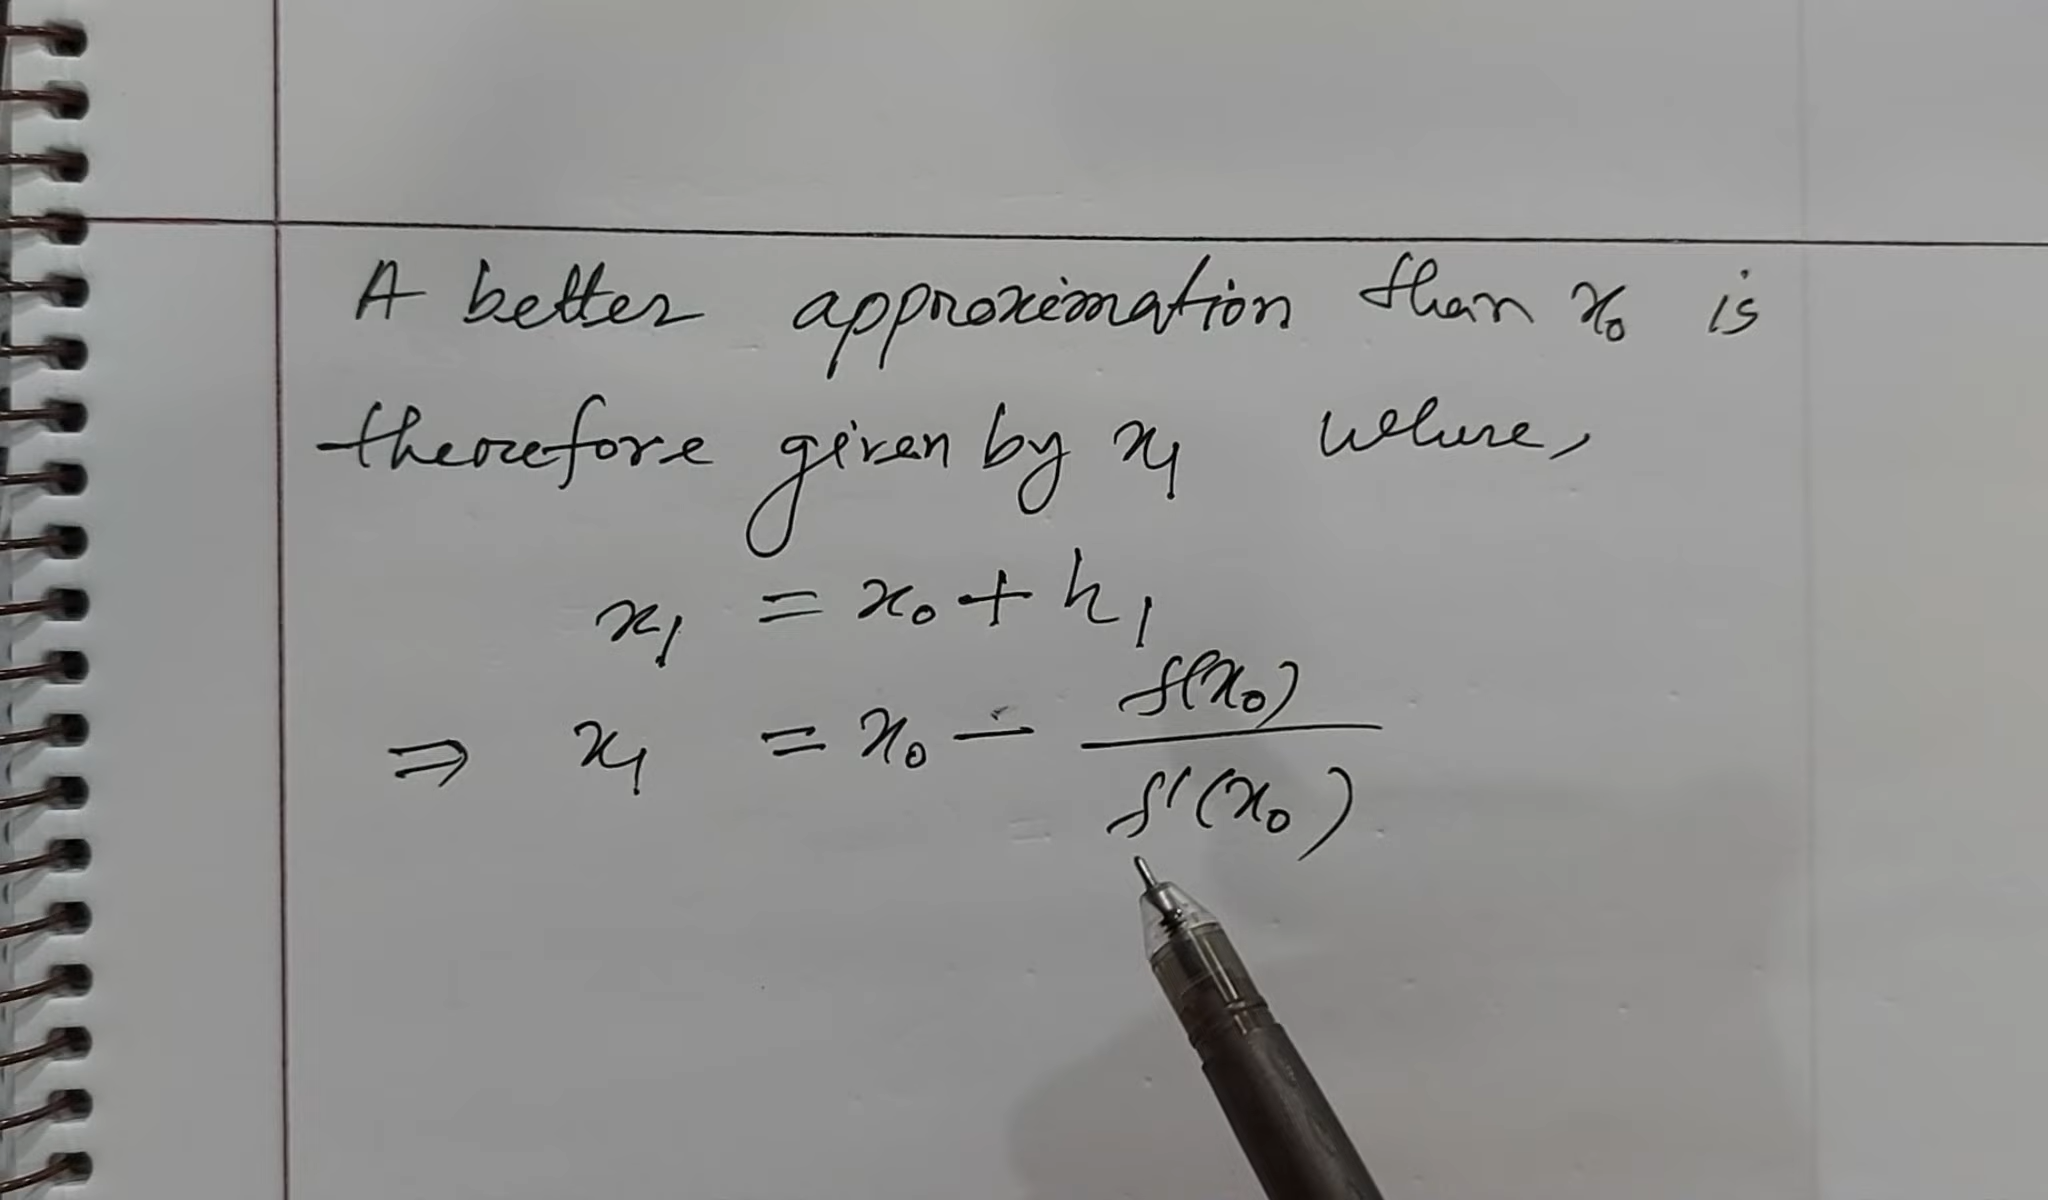 A better approximation than x₀ is
therefore given by x₁ where,
x₁ = x₀ + h₁
⇒ x₁ = x₀ - f(x₀) / f'(x₀)